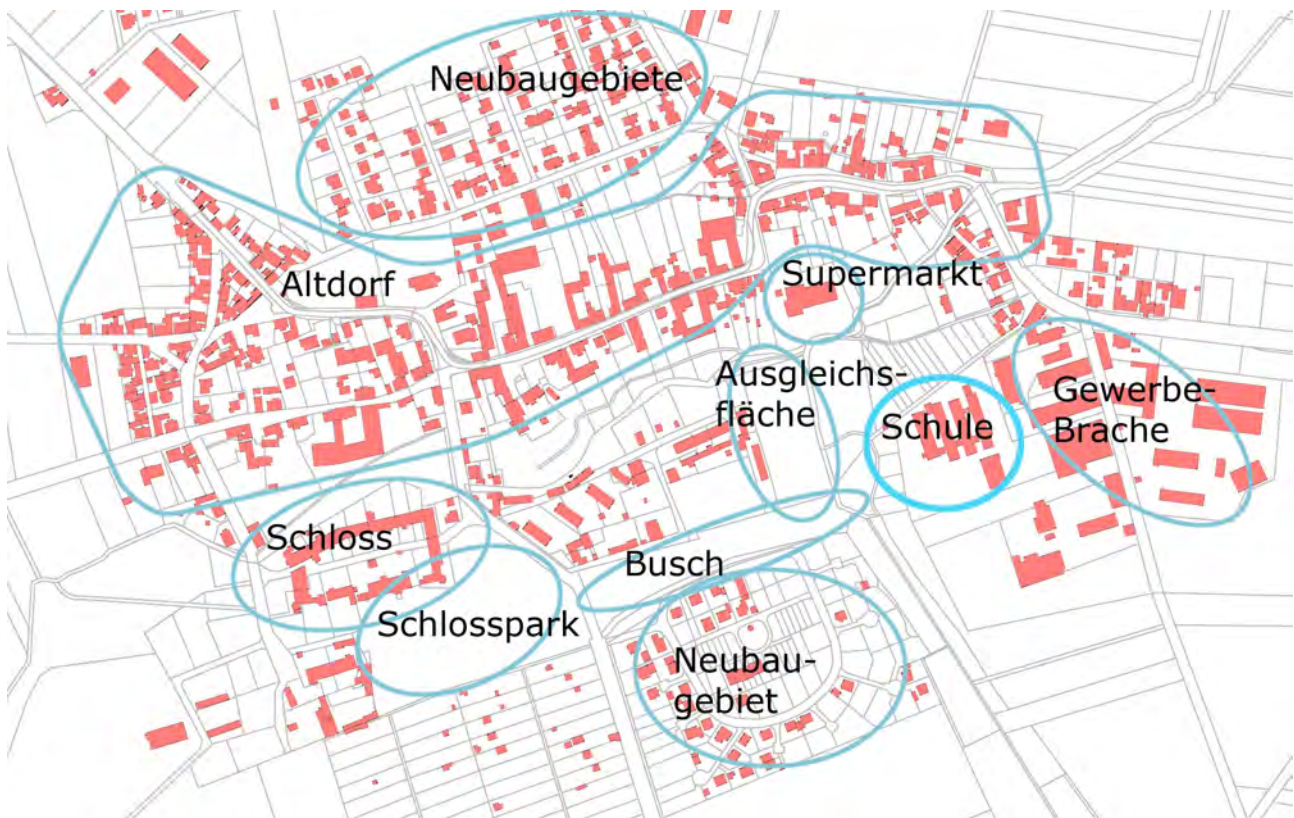 Neubaugebiete
Altdorf
Supermarkt
Ausgleichs-
fläche
Schule
Gewerbe-
Brache
Schloss
Busch
Schlosspark
Neubau-
gebiet